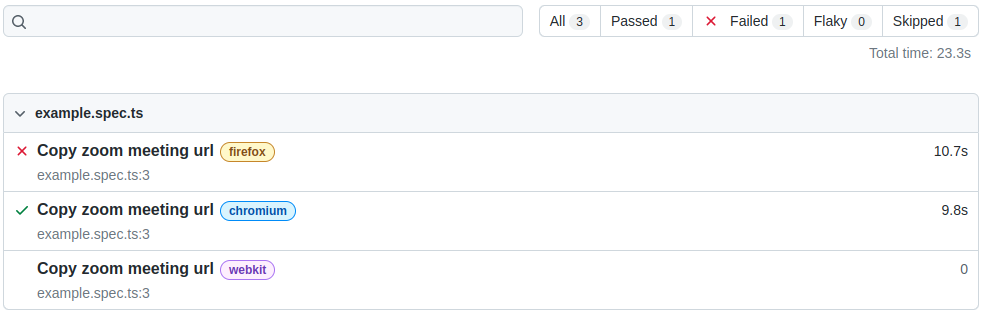 All 3 Passed 1 Failed 1 Flaky 0 Skipped 1
Total time: 23.3s
example.spec.ts
Copy zoom meeting url firefox 10.7s
example.spec.ts:3
Copy zoom meeting url chromium 9.8s
example.spec.ts:3
Copy zoom meeting url webkit 0
example.spec.ts:3